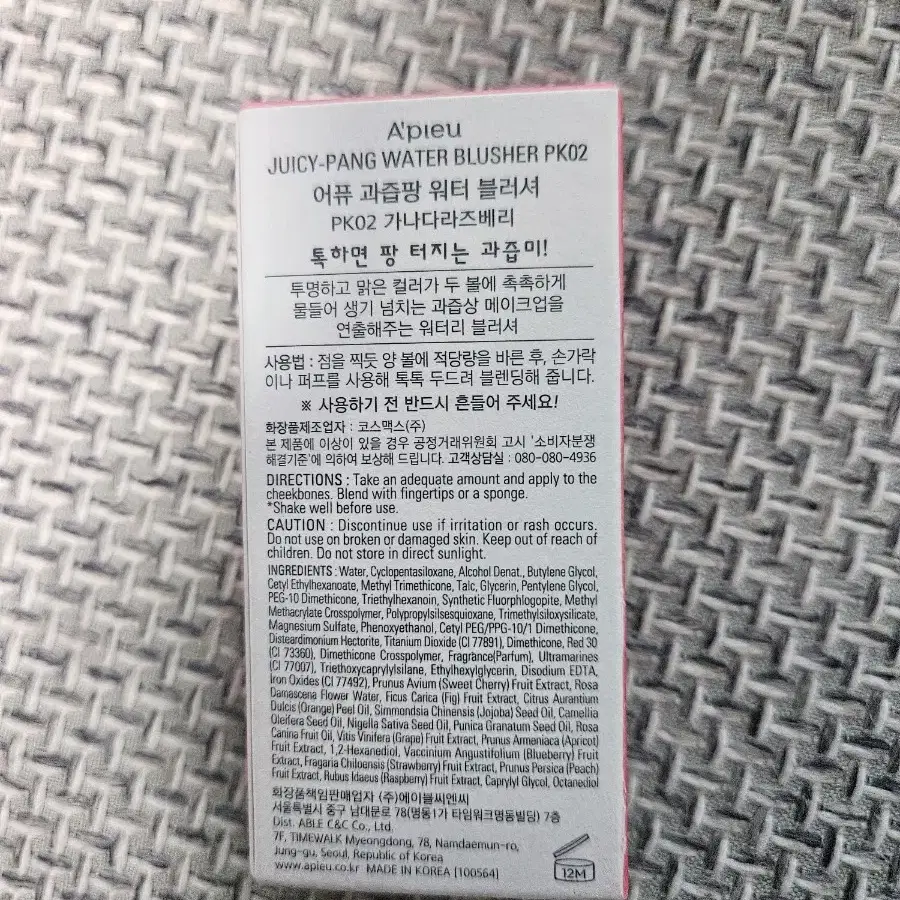 A'pieu
JUICY-PANG WATER BLUSHER PK02
어퓨 과즙팡 워터 블러셔
PK02 가나다라즈베리
톡하면 팡 터지는 과즙미!
투명하고 맑은 컬러가 두 볼에 촉촉하게
물들어 생기 넘치는 과즙상 메이크업을
연출해주는 워터리 블러셔
사용법 : 점을 찍듯 양 볼에 적당량을 바른 후, 손가락
이나 퍼프를 사용해 톡톡 두드려 블렌딩해 줍니다.
※ 사용하기 전 반드시 흔들어 주세요!
화장품제조업자 : 코스맥스(주)
본 제품에 이상이 있을 경우 공정거래위원회 고시 '소비자분쟁
해결기준'에 의하여 보상해 드립니다. 고객상담실 : 080-080-4936
DIRECTIONS : Take an adequate amount and apply to the
cheekbones. Blend with fingertips or a sponge.
*Shake well before use.
CAUTION : Discontinue use if irritation or rash occurs.
Do not use on broken or damaged skin. Keep out of reach of
children. Do not store in direct sunlight.
INGREDIENTS : Water, Cyclopentasiloxane, Alcohol Denat., Butylene Glycol,
Cetyl Ethylhexanoate, Methyl Trimethicone, Talc, Glycerin, Pentylene Glycol,
PEG-10 Dimethicone, Triethylhexanoin, Synthetic Fluorphlogopite, Methyl
Methacrylate Crosspolymer, Polypropylsilsesquioxane, Trimethylsiloxysilicate,
Magnesium Sulfate, Phenoxyethanol, Cetyl PEG/PPG-10/1 Dimethicone,
Disteardimonium Hectorite, Titanium Dioxide (CI 77891), Dimethicone, Red 30
(CI 73360), Dimethicone Crosspolymer, Fragrance(Parfum), Ultramarines
(CI 77007), Triethoxycaprylylsilane, Ethylhexylglycerin, Disodium EDTA,
Iron Oxides (CI 77492), Prunus Avium (Sweet Cherry) Fruit Extract, Rosa
Damascena Flower Water, Ficus Carica (Fig) Fruit Extract, Citrus Aurantium
Dulcis (Orange) Peel Oil, Simmondsia Chinensis (Jojoba) Seed Oil, Camellia
Oleifera Seed Oil, Nigella Sativa Seed Oil, Punica Granatum Seed Oil, Rosa
Canina Fruit Oil, Vitis Vinifera (Grape) Fruit Extract, Prunus Armeniaca (Apricot)
Fruit Extract, 1,2-Hexanediol, Vaccinium Angustifolium (Blueberry) Fruit
Extract, Fragaria Chiloensis (Strawberry) Fruit Extract, Prunus Persica (Peach)
Fruit Extract, Rubus Idaeus (Raspberry) Fruit Extract, Caprylyl Glycol, Octanediol
화장품책임판매업자 (주)에이블씨엔씨
서울특별시 중구 남대문로 78(명동1가 타임워크명동빌딩) 7층
Dist. ABLE C&C Co., Ltd.
7F, TIMEWALK Myeongdong, 78, Namdaemun-ro,
Jung-gu, Seoul, Republic of Korea
www.apieu.co.kr MADE IN KOREA [100564]
12M